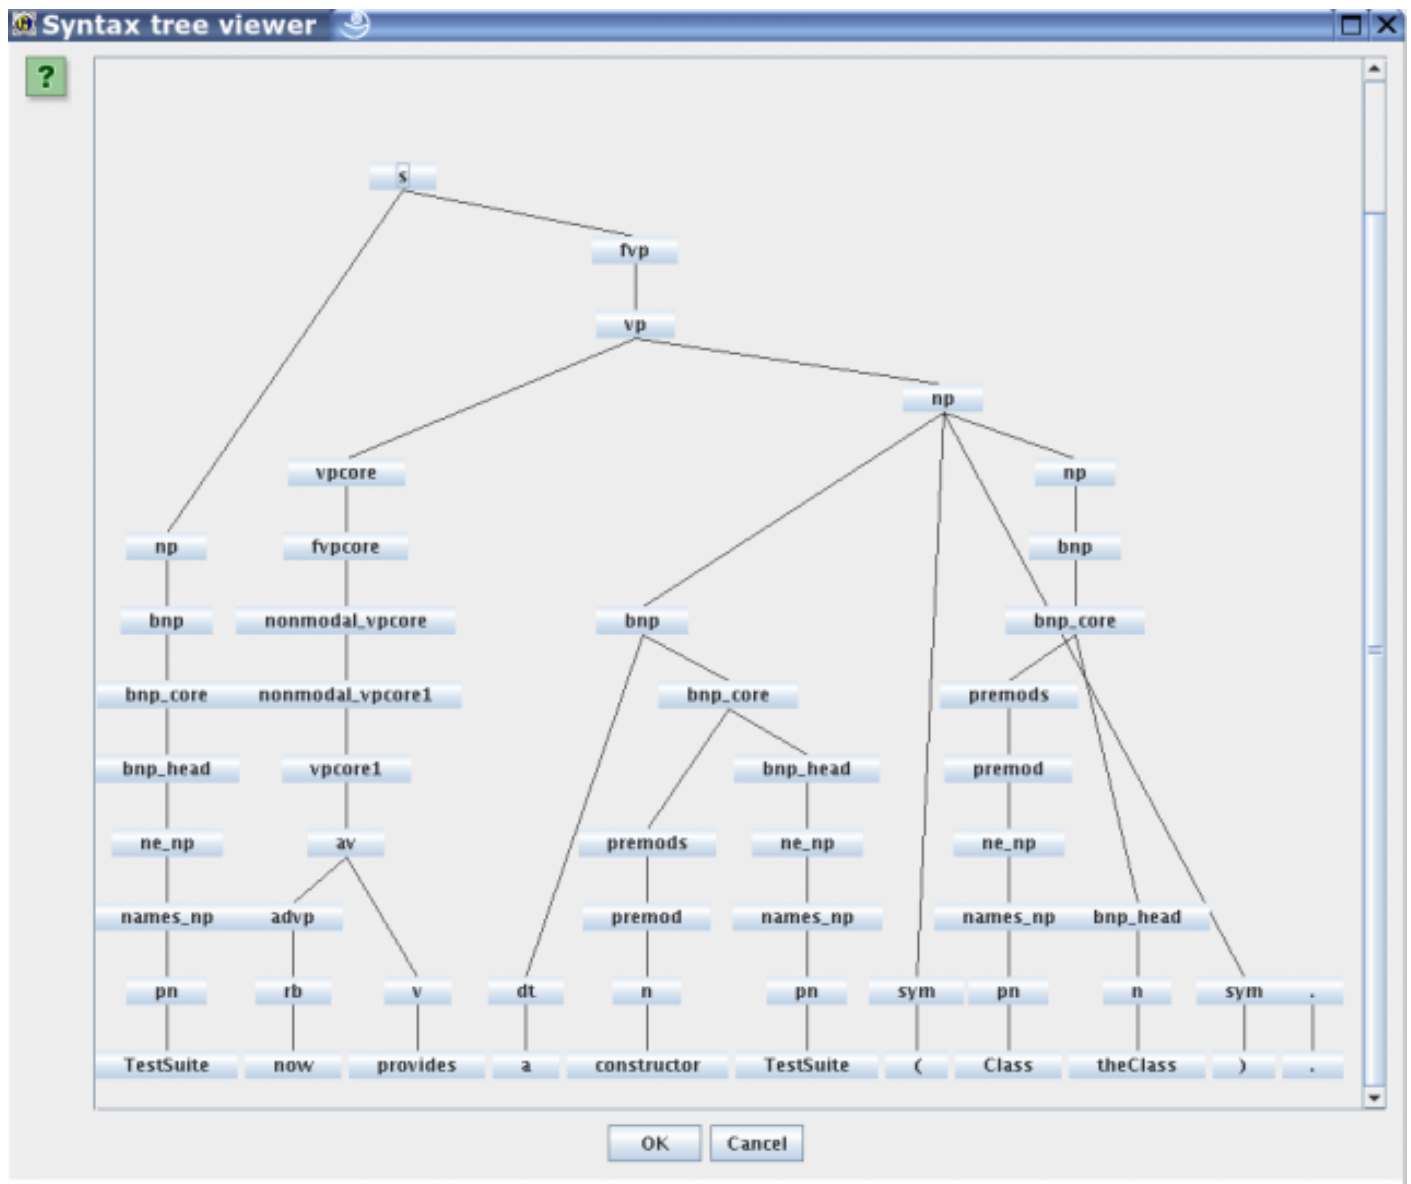 Syntax tree viewer
?
s
fvp
vp
np
vpcore np
np fvpcore bnp
bnp nonmodal_vpcore bnp bnp_core
bnp_core nonmodal_vpcore1 bnp_core premods
bnp_head vpcore1 bnp_head premod
ne_np av premods ne_np ne_np
names_np advp premod names_np names_np bnp_head
pn rb v dt n pn sym pn n sym .
TestSuite now provides a constructor TestSuite ( Class theClass ) .
OK Cancel